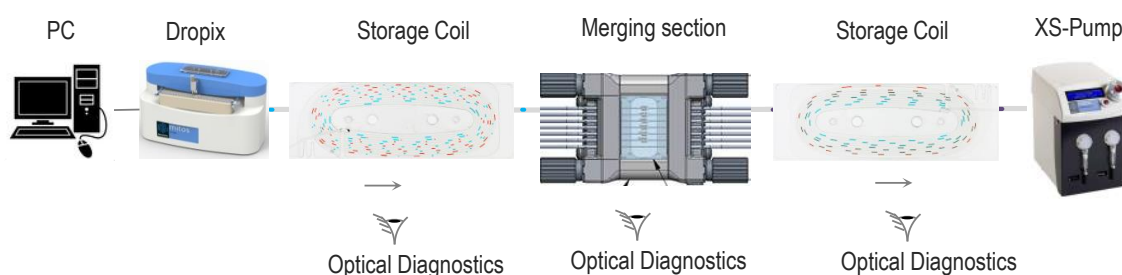 PC
Dropix
Storage Coil
Merging section
Storage Coil
XS-Pump
Optical Diagnostics
Optical Diagnostics
Optical Diagnostics